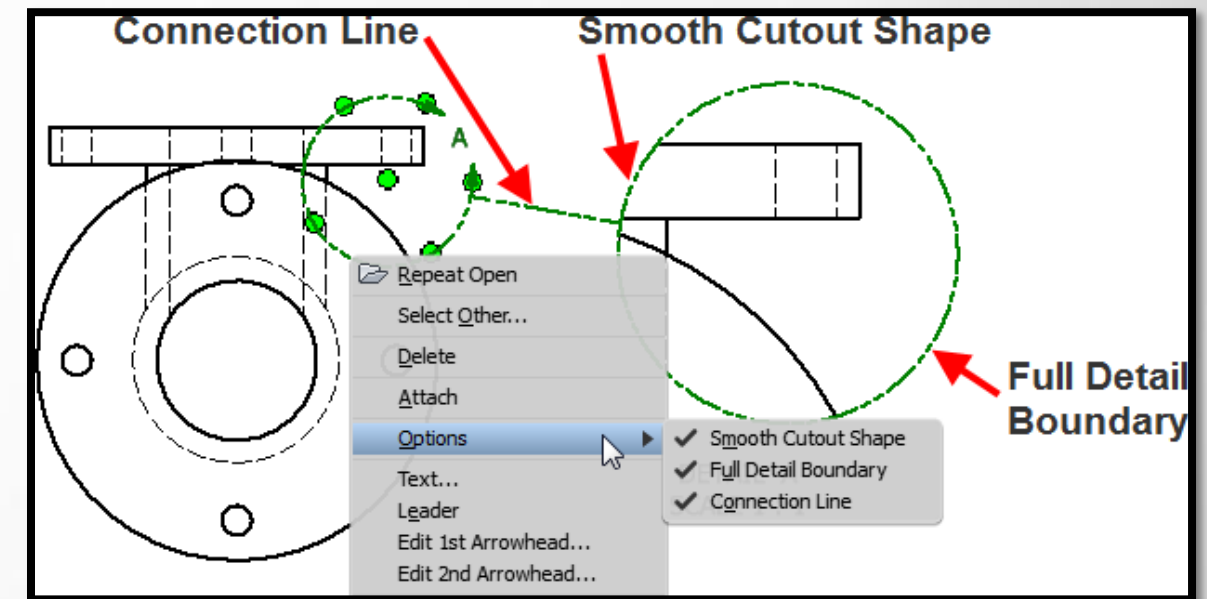 Connection Line
Smooth Cutout Shape
A
Repeat Open
Select Other...
Delete
Attach
Options
Text...
Leader
Edit 1st Arrowhead...
Edit 2nd Arrowhead...
Smooth Cutout Shape
Full Detail Boundary
Connection Line
Full Detail
Boundary